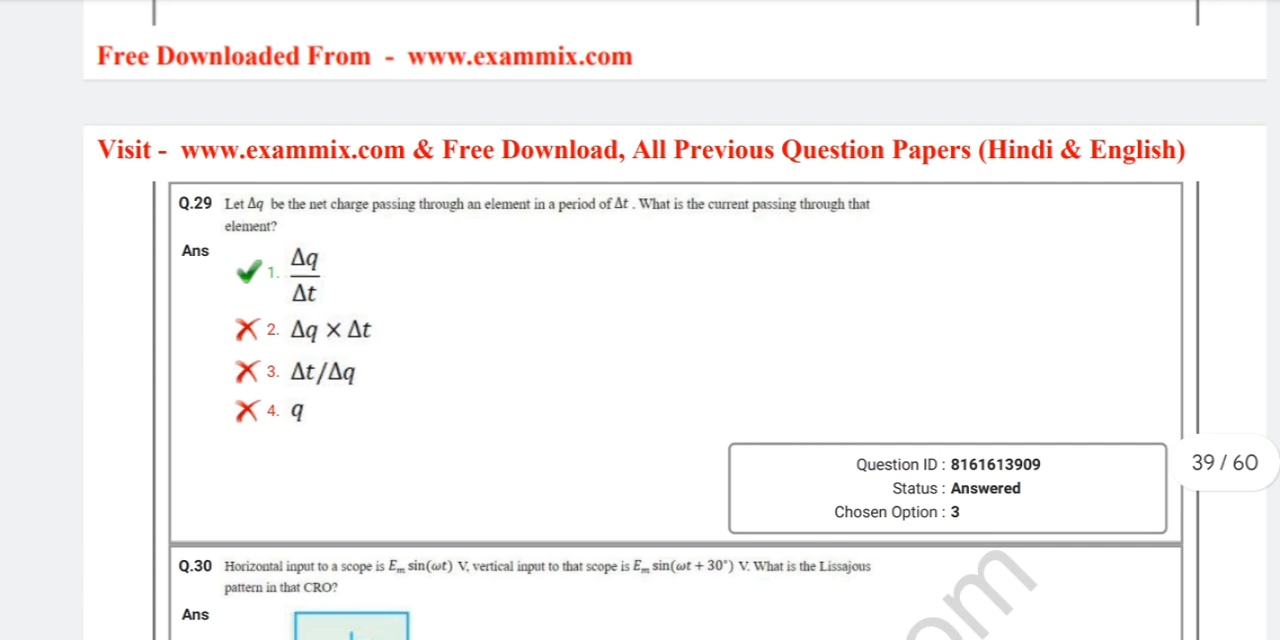 Free Downloaded From - www.exammix.com
Visit - www.exammix.com & Free Download, All Previous Question Papers (Hindi & English)
Q.29 Let Δq be the net charge passing through an element in a period of Δt . What is the current passing through that
element?
Ans
1. Δq
Δt
2. Δq × Δt
3. Δt/Δq
4. q
Question ID : 8161613909
Status : Answered
Chosen Option : 3
39 / 60
Q.30 Horizontal input to a scope is Eₘ sin(ωt) V, vertical input to that scope is Eₘ sin(ωt + 30°) V. What is the Lissajous
pattern in that CRO?
Ans
om